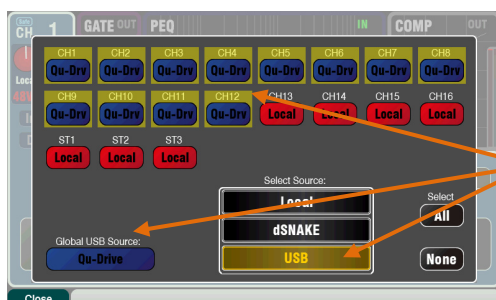 CH 1 GATE OUT PEQ IN COMP OUT
CH1 CH2 CH3 CH4 CH5 CH6 CH7 CH8
Qu-Drv Qu-Drv Qu-Drv Qu-Drv Qu-Drv Qu-Drv Qu-Drv Qu-Drv
CH9 CH10 CH11 CH12 CH13 CH14 CH15 CH16
Qu-Drv Qu-Drv Qu-Drv Qu-Drv Local Local Local Local
ST1 ST2 ST3
Local Local Local
Select Source:
Local
dSNAKE
USB
Select
All
None
Global USB Source:
Qu-Drive
Close